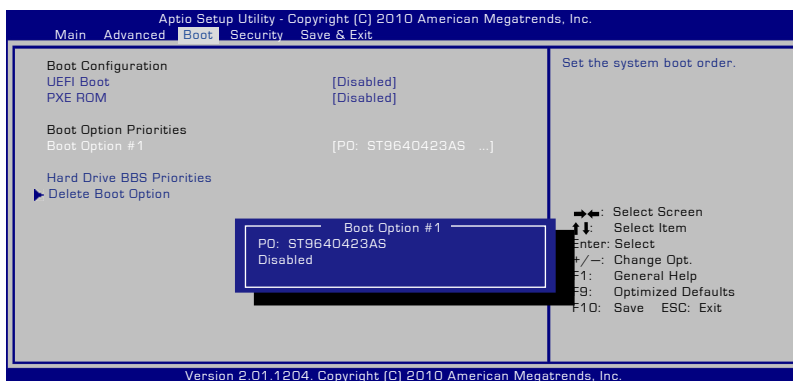 Aptio Setup Utility - Copyright (C) 2010 American Megatrends, Inc.
Main Advanced Boot Security Save & Exit
Boot Configuration
UEFI Boot [Disabled]
PXE ROM [Disabled]
Boot Option Priorities
Boot Option #1 [P0: ST9640423AS ...]
Hard Drive BBS Priorities
Delete Boot Option
Set the system boot order.
Boot Option #1
P0: ST9640423AS
Disabled
→←: Select Screen
↑↓: Select Item
Enter: Select
+/—: Change Opt.
F1: General Help
F9: Optimized Defaults
F10: Save ESC: Exit
Version 2.01.1204. Copyright (C) 2010 American Megatrends, Inc.